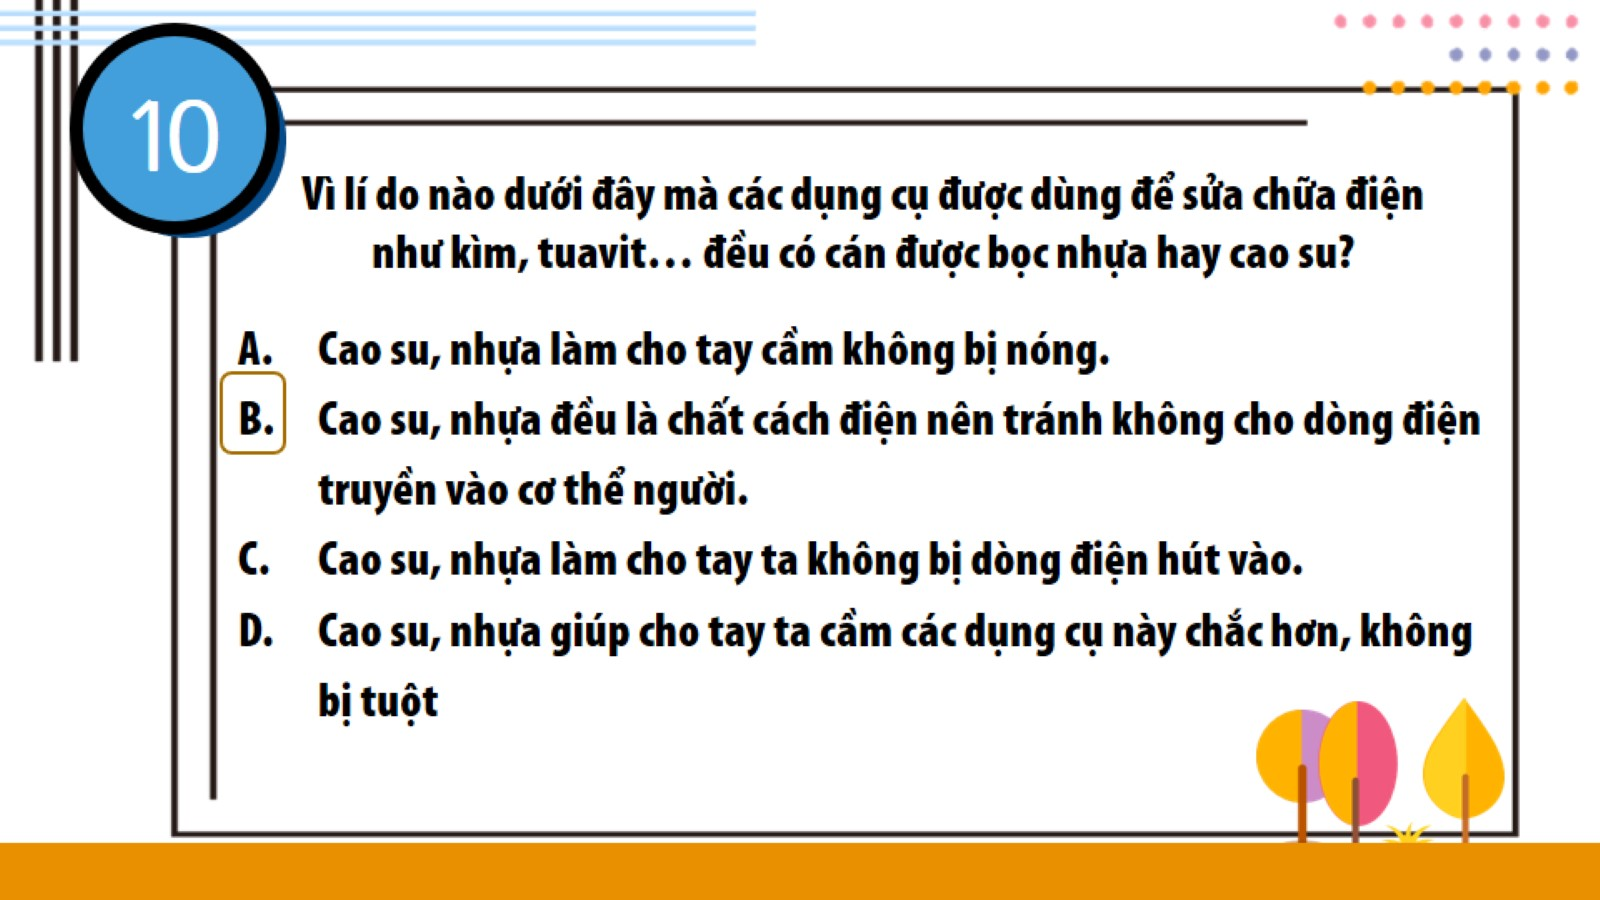 10
Vì lí do nào dưới đây mà các dụng cụ được dùng để sửa chữa điện
như kìm, tuavit… đều có cán được bọc nhựa hay cao su?
A. Cao su, nhựa làm cho tay cầm không bị nóng.
B. Cao su, nhựa đều là chất cách điện nên tránh không cho dòng điện
truyền vào cơ thể người.
C. Cao su, nhựa làm cho tay ta không bị dòng điện hút vào.
D. Cao su, nhựa giúp cho tay ta cầm các dụng cụ này chắc hơn, không
bị tuột